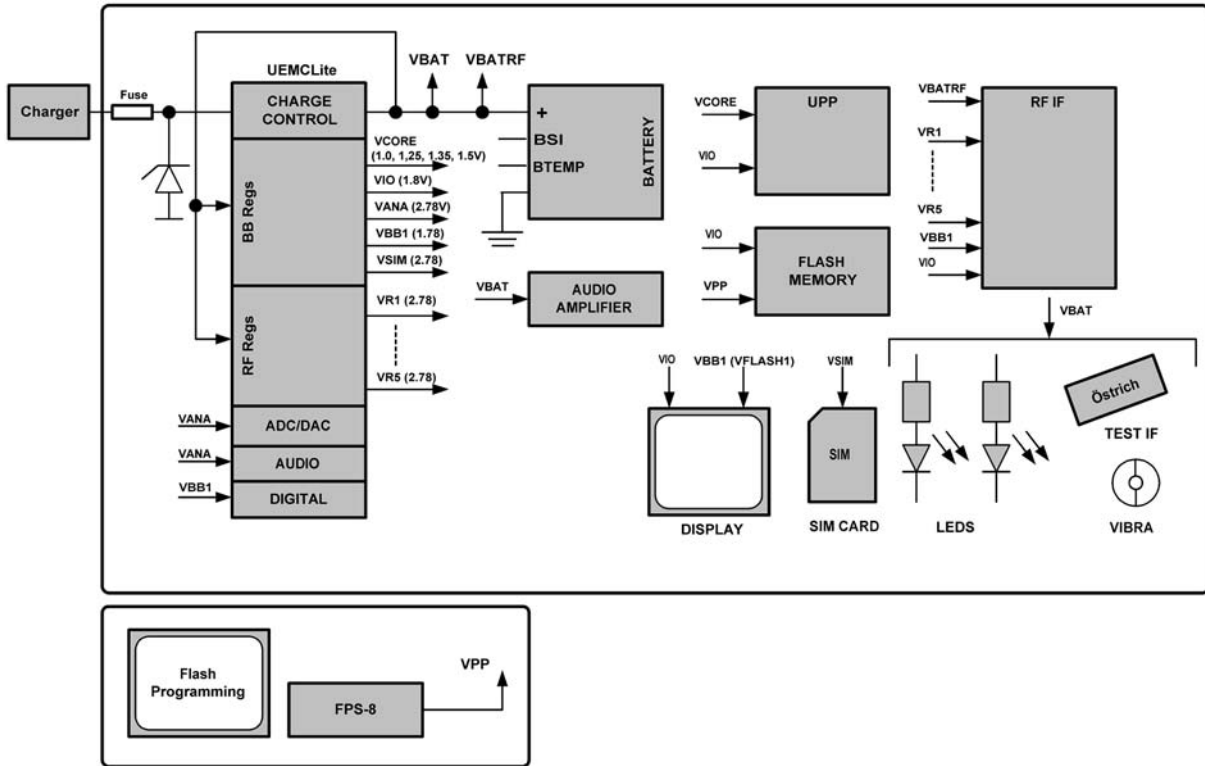 Charger
Fuse
UEMCLite
CHARGE
CONTROL
BB Regs
RF Regs
ADC/DAC
AUDIO
DIGITAL
VANA
VANA
VBB1
VBAT
VBATRF
VCORE
(1.0, 1,25, 1.35, 1.5V)
VIO (1.8V)
VANA (2.78V)
VBB1 (1.78)
VSIM (2.78)
VR1 (2.78)
VR5 (2.78)
+
BSI
BTEMP
BATTERY
VBAT
AUDIO
AMPLIFIER
VCORE
VIO
UPP
VIO
VPP
FLASH
MEMORY
VBATRF
VR1
VR5
VBB1
VIO
RF IF
VBAT
VIO
VBB1 (VFLASH1)
DISPLAY
VSIM
SIM
SIM CARD
LEDS
Östrich
TEST IF
VIBRA
Flash
Programming
FPS-8
VPP